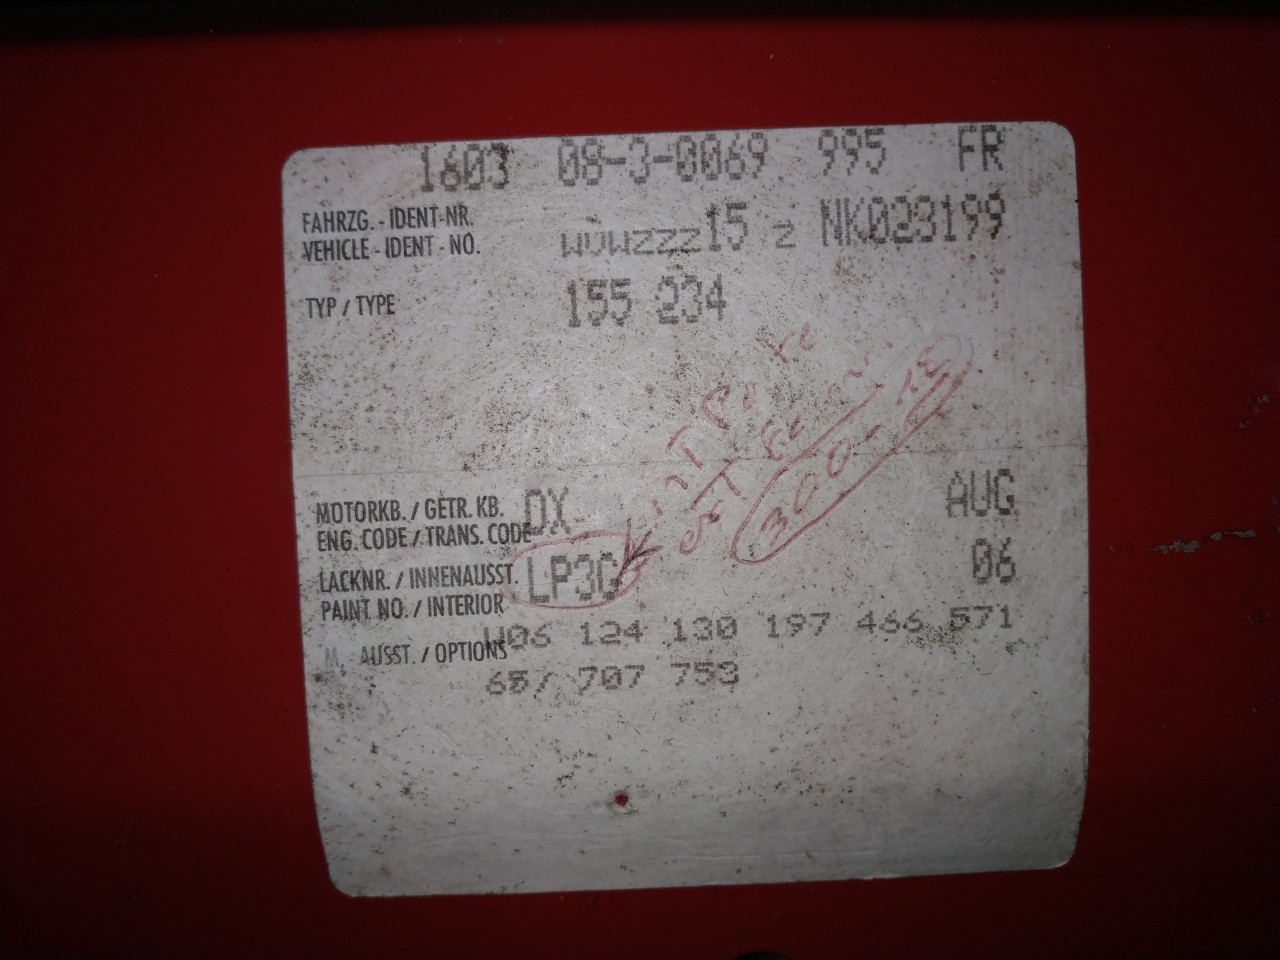 1603 08-3-0069 995 FR
FAHRZG. - IDENT-NR.
VEHICLE - IDENT - NO. WVWZZZ15 Z NK023199
TYP / TYPE 155 234
300-
MOTORKB. / GETR. KB. DX AUG
ENG. CODE / TRANS. CODE
LACKNR. / INNENAUSST. LP3G 06
PAINT NO. / INTERIOR
W06 124 130 197 466 571
M. - AUSST. / OPTIONS
707 753